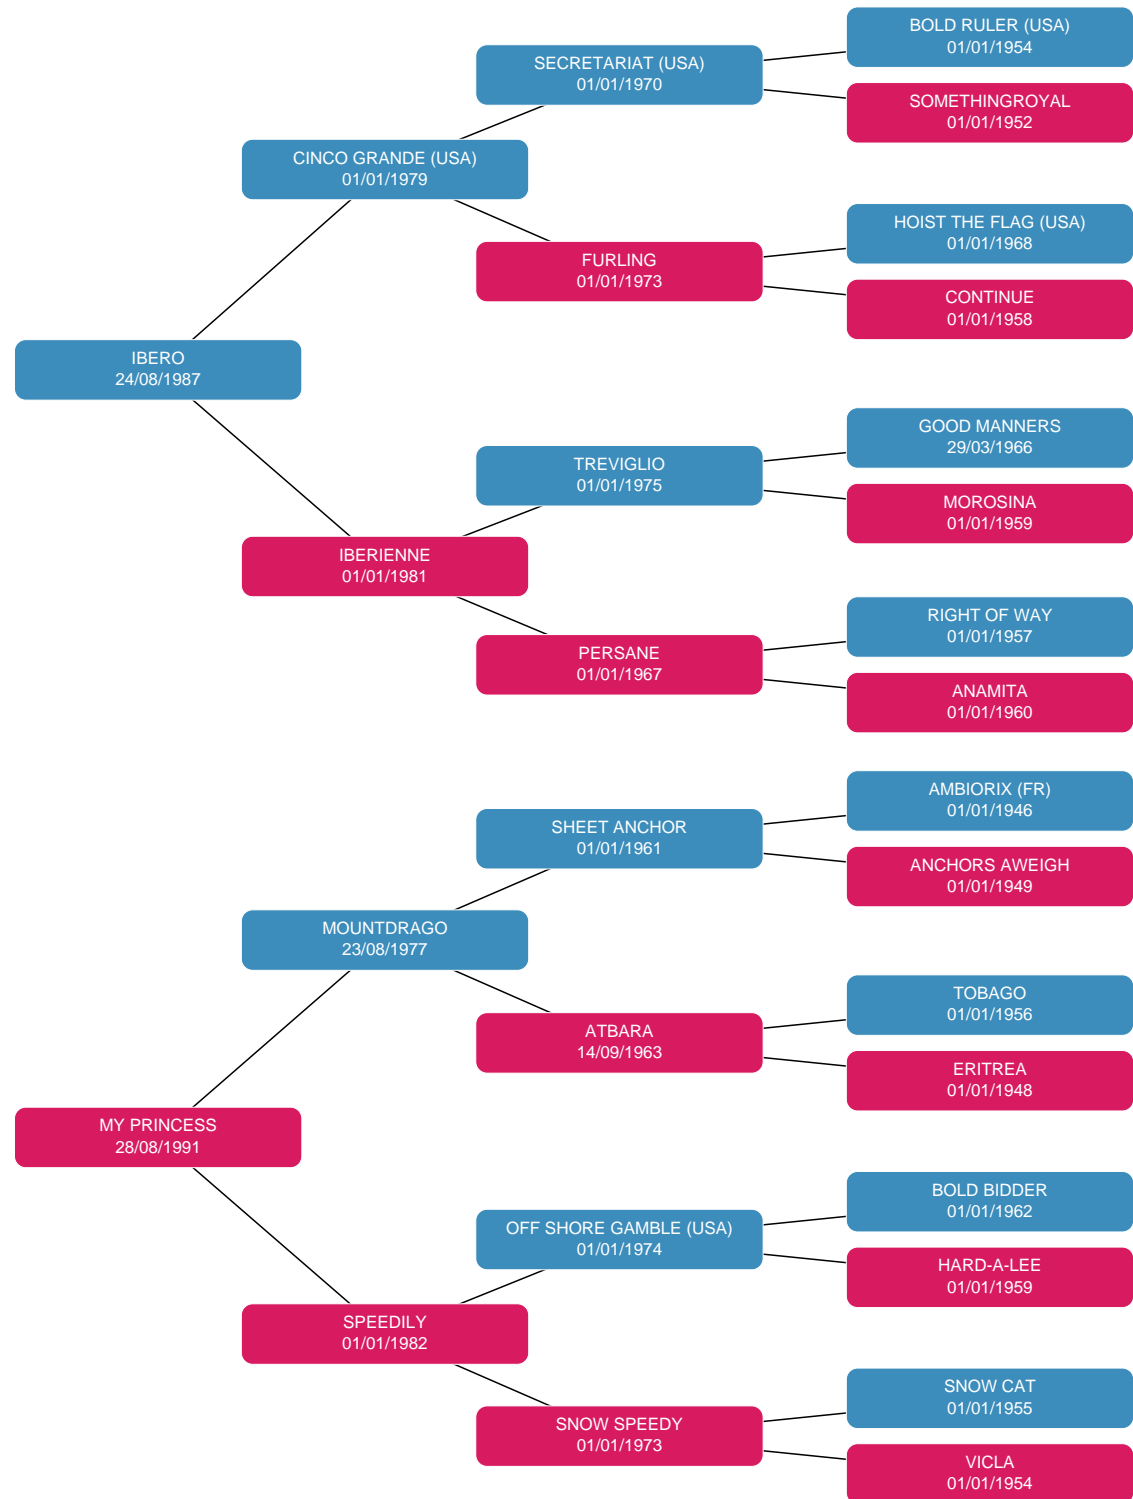 BOLD RULER (USA)
01/01/1954
SECRETARIAT (USA)
01/01/1970
SOMETHINGROYAL
01/01/1952
CINCO GRANDE (USA)
01/01/1979
HOIST THE FLAG (USA)
01/01/1968
FURLING
01/01/1973
CONTINUE
01/01/1958
IBERO
24/08/1987
GOOD MANNERS
29/03/1966
TREVIGLIO
01/01/1975
MOROSINA
01/01/1959
IBERIENNE
01/01/1981
RIGHT OF WAY
01/01/1957
PERSANE
01/01/1967
ANAMITA
01/01/1960
AMBIORIX (FR)
01/01/1946
SHEET ANCHOR
01/01/1961
ANCHORS AWEIGH
01/01/1949
MOUNTDRAGO
23/08/1977
TOBAGO
01/01/1956
ATBARA
14/09/1963
ERITREA
01/01/1948
MY PRINCESS
28/08/1991
BOLD BIDDER
01/01/1962
OFF SHORE GAMBLE (USA)
01/01/1974
HARD-A-LEE
01/01/1959
SPEEDILY
01/01/1982
SNOW CAT
01/01/1955
SNOW SPEEDY
01/01/1973
VICLA
01/01/1954